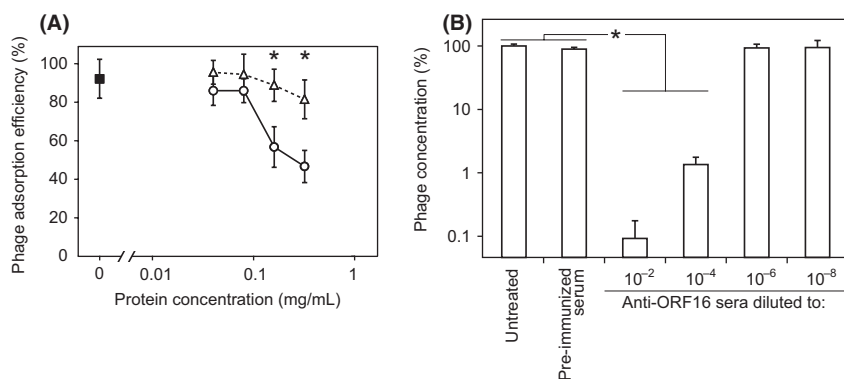 (A)
* *
Phage adsorption efficiency (%)
100
80
60
40
20
0
0 0.01 0.1 1
Protein concentration (mg/mL)
(B)
*
Phage concentration (%)
100
10
1
0.1
Untreated
Pre-immunized
serum
10⁻² 10⁻⁴ 10⁻⁶ 10⁻⁸
Anti-ORF16 sera diluted to: